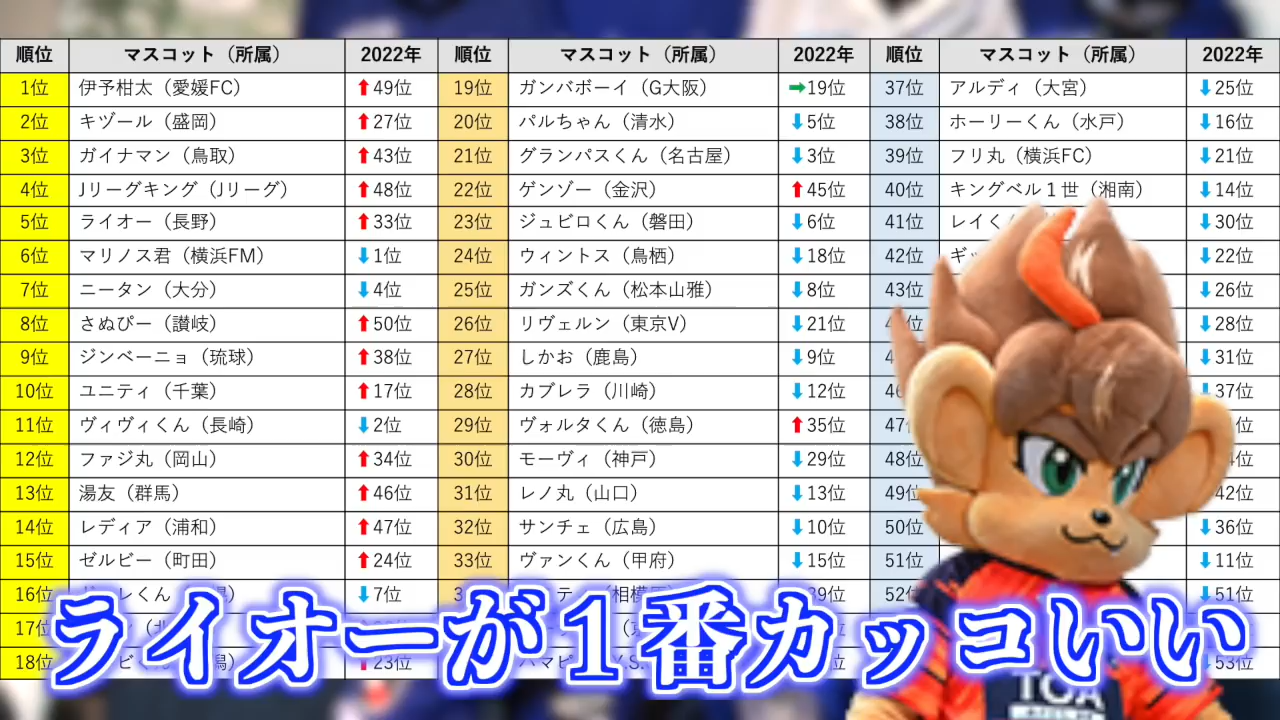 順位 マスコット（所属） 2022年 順位 マスコット（所属） 2022年 順位 マスコット（所属） 2022年
1位 伊予柑太（愛媛FC） 49位 19位 ガンバボーイ（G大阪） 19位 37位 アルディ（大宮） 25位
2位 キヅール（盛岡） 27位 20位 パルちゃん（清水） 5位 38位 ホーリーくん（水戸） 16位
3位 ガイナマン（鳥取） 43位 21位 グランパスくん（名古屋） 3位 39位 フリ丸（横浜FC） 21位
4位 Jリーグキング（Jリーグ） 48位 22位 ゲンゾー（金沢） 45位 40位 キングベル１世（湘南） 14位
5位 ライオー（長野） 33位 23位 ジュビロくん（磐田） 6位 41位 レイく 30位
6位 マリノス君（横浜FM） 1位 24位 ウィントス（鳥栖） 18位 42位 22位
7位 ニータン（大分） 4位 25位 ガンズくん（松本山雅） 8位 43位 26位
8位 さぬぴー（讃岐） 50位 26位 リヴェルン（東京V） 21位 28位
9位 ジンベーニョ（琉球） 38位 27位 しかお（鹿島） 9位 31位
10位 ユニティ（千葉） 17位 28位 カブレラ（川崎） 12位 37位
11位 ヴィヴィくん（長崎） 2位 29位 ヴォルタくん（徳島） 35位 47位
12位 ファジ丸（岡山） 34位 30位 モーヴィ（神戸） 29位 48位
13位 湯友（群馬） 46位 31位 レノ丸（山口） 13位 49位 42位
14位 レディア（浦和） 47位 32位 サンチェ（広島） 10位 50位 36位
15位 ゼルビー（町田） 24位 33位 ヴァンくん（甲府） 15位 51位 11位
16位 7位 52位 51位
17位
18位 23位 53位
ライオーが１番カッコいい
TOA